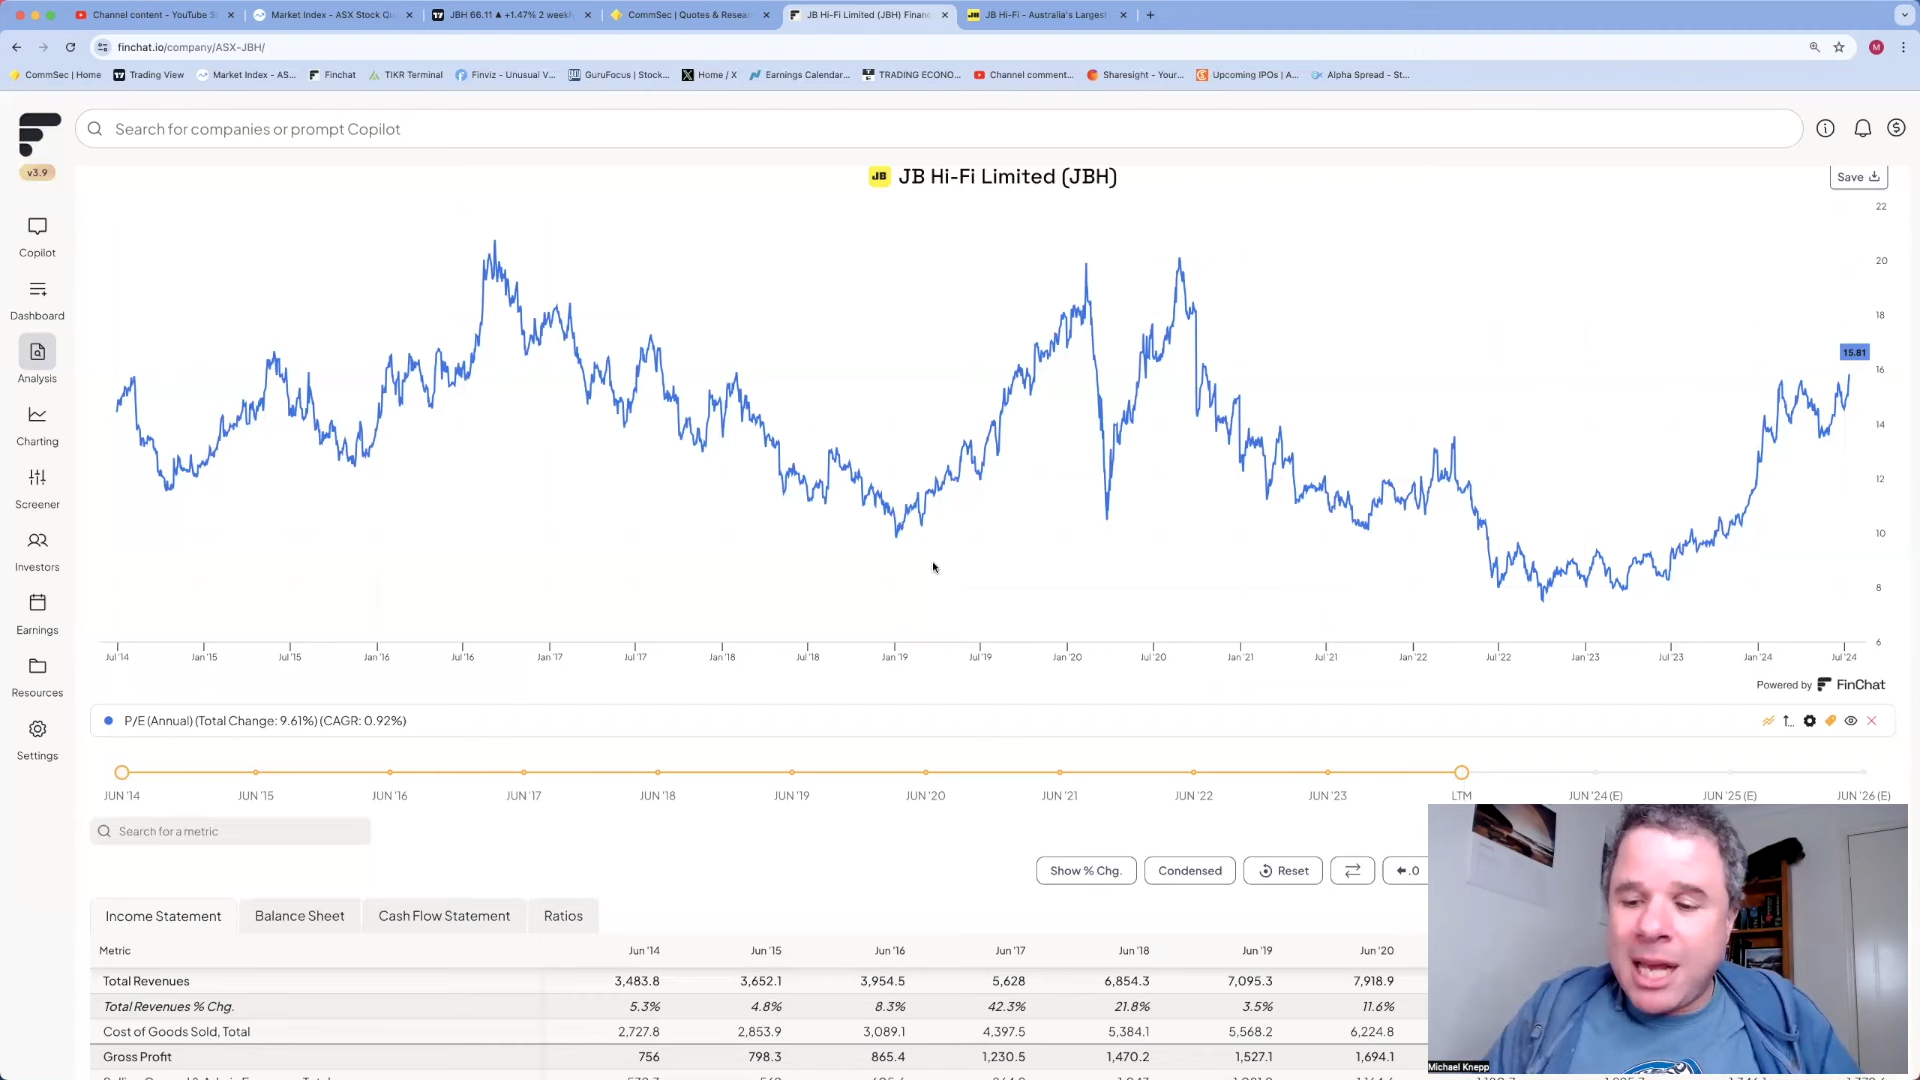 Channel content - YouTube S
Market Index - ASX Stock Qu
JBH 66.11 ▲ +1.47% 2 weekl
CommSec | Quotes & Resear
JB Hi-Fi Limited (JBH) Financ
JB Hi-Fi - Australia's Largest
finchat.io/company/ASX-JBH/
M
CommSec | Home
Trading View
Market Index - AS...
Finchat
TIKR Terminal
Finviz - Unusual V...
GuruFocus | Stock...
Home / X
Earnings Calendar...
TRADING ECONO...
Channel comment...
Sharesight - Your...
Upcoming IPOs | A...
Alpha Spread - St...
Search for companies or prompt Copilot
v3.9
Copilot
Dashboard
Analysis
Charting
Screener
Investors
Earnings
Resources
Settings
JB JB Hi-Fi Limited (JBH)
Save
22
20
18
15.81
16
14
12
10
8
6
Jul '14 Jan '15 Jul '15 Jan '16 Jul '16 Jan '17 Jul '17 Jan '18 Jul '18 Jan '19 Jul '19 Jan '20 Jul '20 Jan '21 Jul '21 Jan '22 Jul '22 Jan '23 Jul '23 Jan '24 Jul '24
Powered by FinChat
P/E (Annual) (Total Change: 9.61%) (CAGR: 0.92%)
JUN '14 JUN '15 JUN '16 JUN '17 JUN '18 JUN '19 JUN '20 JUN '21 JUN '22 JUN '23 LTM JUN '24 (E) JUN '25 (E) JUN '26 (E)
Search for a metric
Show % Chg. Condensed Reset .0
Income Statement Balance Sheet Cash Flow Statement Ratios
Metric Jun '14 Jun '15 Jun '16 Jun '17 Jun '18 Jun '19 Jun '20
Total Revenues 3,483.8 3,652.1 3,954.5 5,628 6,854.3 7,095.3 7,918.9
Total Revenues % Chg. 5.3% 4.8% 8.3% 42.3% 21.8% 3.5% 11.6%
Cost of Goods Sold, Total 2,727.8 2,853.9 3,089.1 4,397.5 5,384.1 5,568.2 6,224.8
Gross Profit 756 798.3 865.4 1,230.5 1,470.2 1,527.1 1,694.1
Michael Knepp